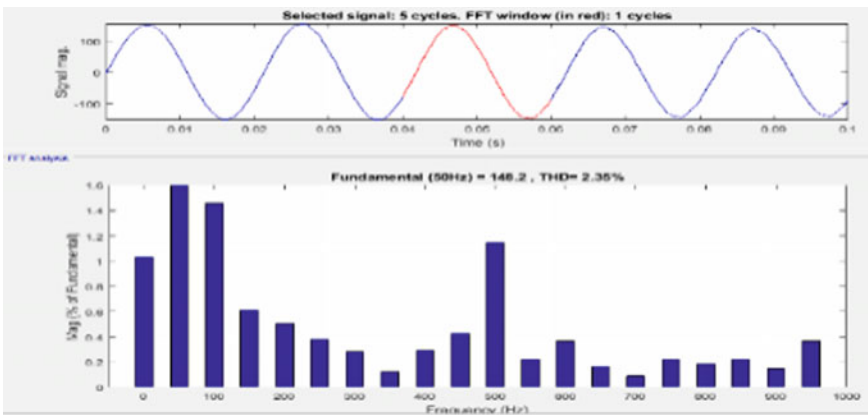 Selected signal: 5 cycles. FFT window (in red): 1 cycles
100
0
-100
Signal mag.
0 0.01 0.02 0.03 0.04 0.05 0.06 0.07 0.08 0.09 0.1
Time (s)
FFT analysis
Fundamental (50Hz) = 148.2 , THD= 2.35%
1.6
1.4
1.2
1
0.8
0.6
0.4
0.2
0
Mag (% of Fundamental)
0 100 200 300 400 500 600 700 800 900 1000
Frequency (Hz)